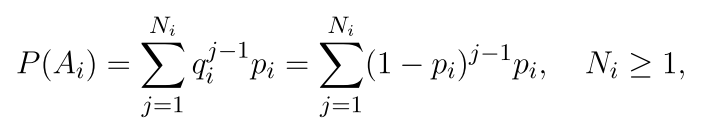 $P(A_i) = \sum_{j=1}^{N_i} q_i^{j-1} p_i = \sum_{j=1}^{N_i} (1 - p_i)^{j-1} p_i, \quad N_i \geq 1,$